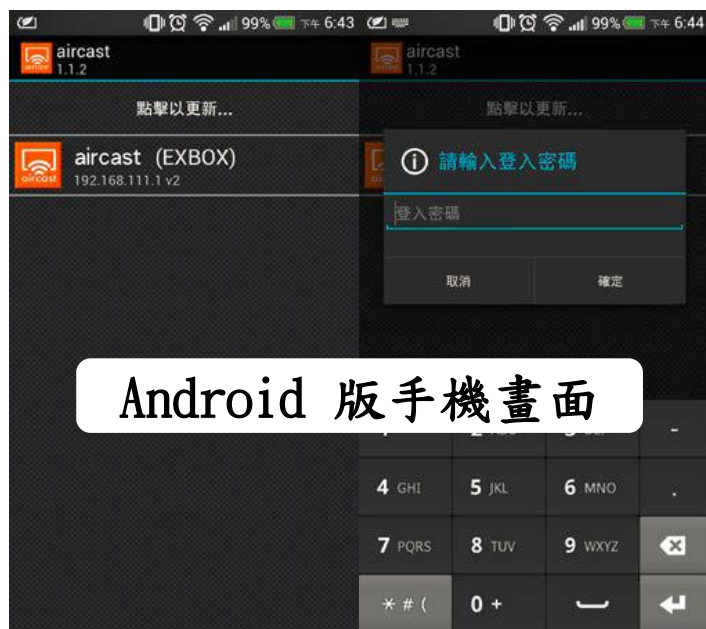 99% 下午 6:43
aircast
1.1.2
點擊以更新...
aircast (EXBOX)
192.168.111.1 v2
99% 下午 6:44
aircast
1.1.2
點擊以更新...
請輸入登入密碼
登入密碼
取消 確定
Android 版手機畫面
-
4 GHI 5 JKL 6 MNO .
7 PQRS 8 TUV 9 WXYZ
* # ( 0 +